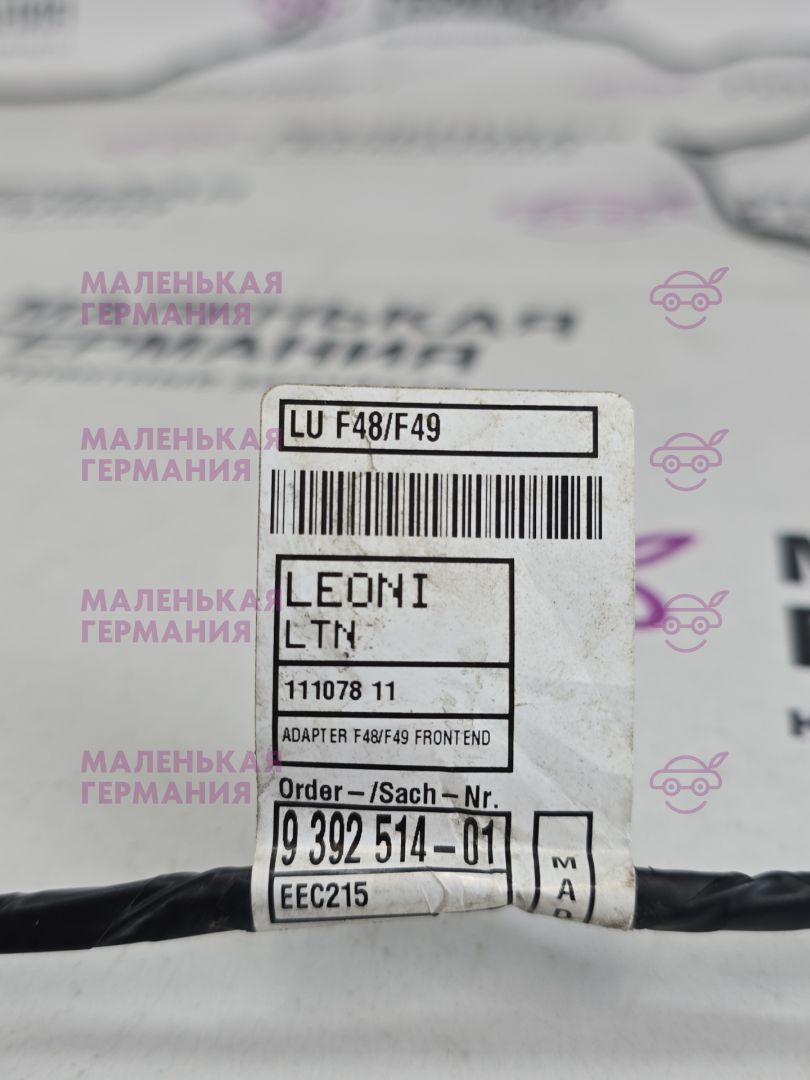 МАЛЕНЬКАЯ
ГЕРМАНИЯ
LU F48/F49
МАЛЕНЬКАЯ
ГЕРМАНИЯ
LEONI
LTN
МАЛЕНЬКАЯ
ГЕРМАНИЯ
111078 11
ADAPTER F48/F49 FRONTEND
МАЛЕНЬКАЯ
ГЕРМАНИЯ
Order-/Sach-Nr.
9 392 514-01
EEC215